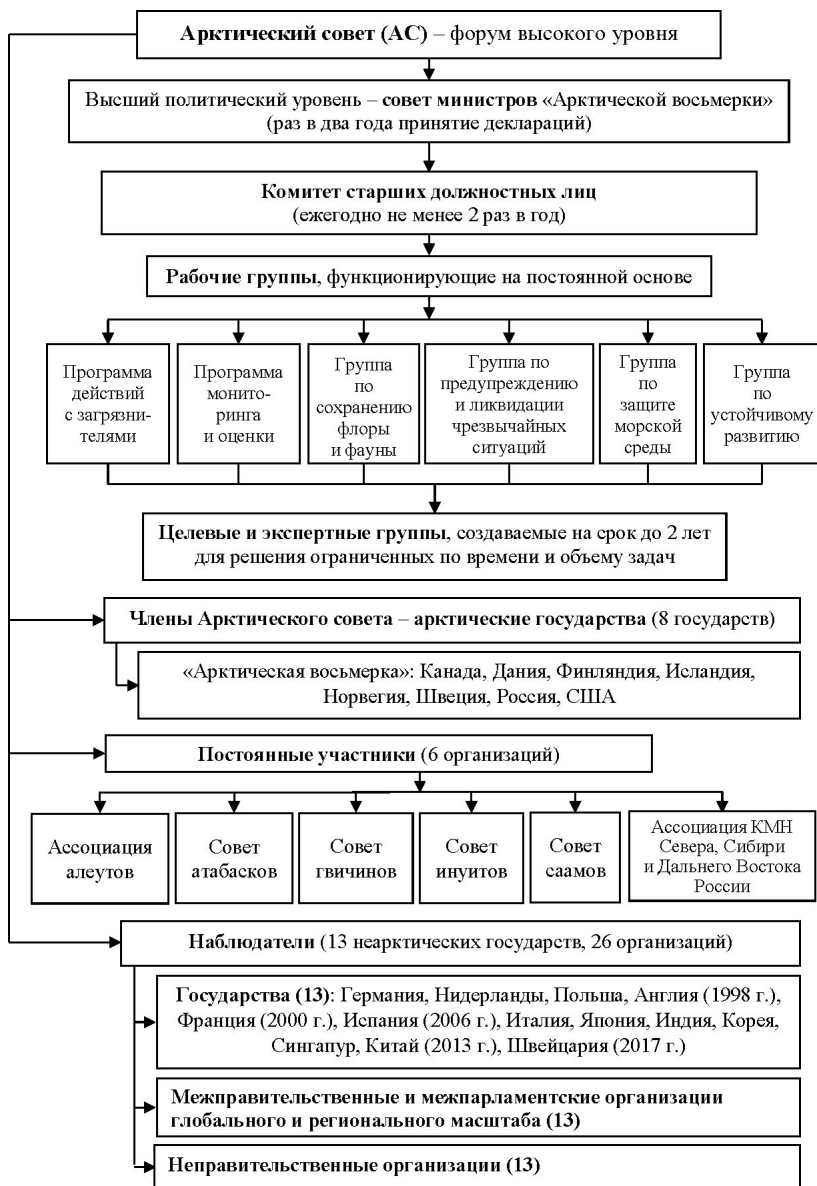 Арктический совет (АС) – форум высокого уровня
Высший политический уровень – совет министров «Арктической восьмерки»
(раз в два года принятие деклараций)
Комитет старших должностных лиц
(ежегодно не менее 2 раз в год)
Рабочие группы, функционирующие на постоянной основе
Программа
действий
с загрязни-
телями
Программа
монито-
ринга
и оценки
Группа
по
сохранению
флоры
и фауны
Группа по
предупреждению
и ликвидации
чрезвычайных
ситуаций
Группа
по
защите
морской
среды
Группа
по
устойчивому
развитию
Целевые и экспертные группы, создаваемые на срок до 2 лет
для решения ограниченных по времени и объему задач
Члены Арктического совета – арктические государства (8 государств)
«Арктическая восьмерка»: Канада, Дания, Финляндия, Исландия,
Норвегия, Швеция, Россия, США
Постоянные участники (6 организаций)
Ассоциация
алеутов
Совет
атабасков
Совет
гвичинов
Совет
инуитов
Совет
саамов
Ассоциация КМН
Севера, Сибири
и Дальнего Востока
России
Наблюдатели (13 неарктических государств, 26 организаций)
Государства (13): Германия, Нидерланды, Польша, Англия (1998 г.),
Франция (2000 г.), Испания (2006 г.), Италия, Япония, Индия, Корея,
Сингапур, Китай (2013 г.), Швейцария (2017 г.)
Межправительственные и межпарламентские организации
глобального и регионального масштаба (13)
Неправительственные организации (13)